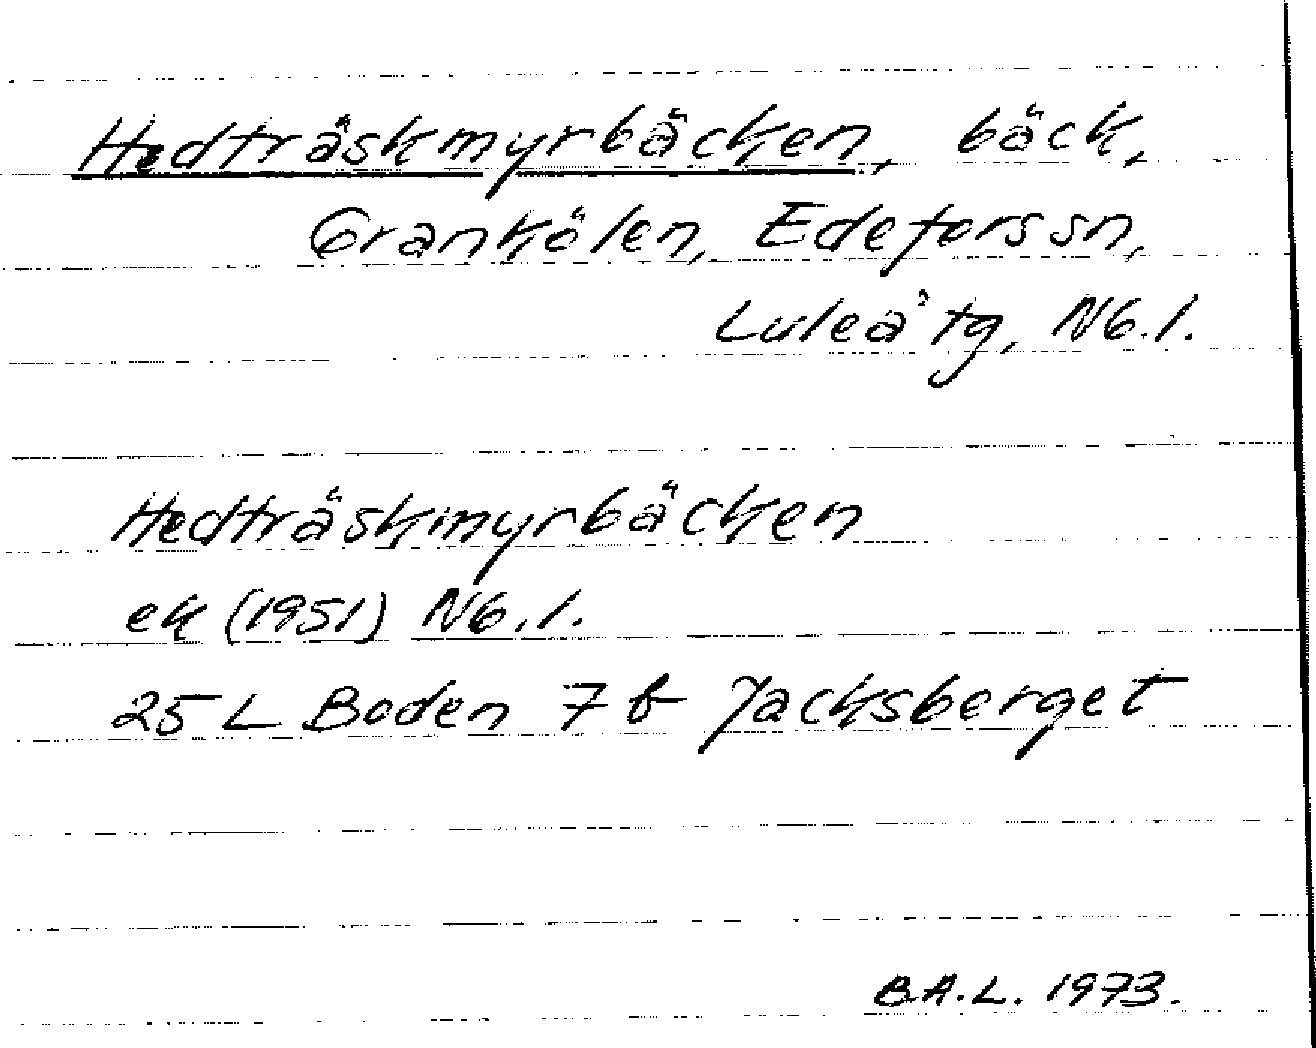 Hedträskmyrbäcken, bäck,
Grankölen, Edeforssn,
Luleå tg, Nb.l.
Hedträskmyrbäcken
ek (1951) Nb.l.
25 L Boden 7 b Jacksberget
B.A.L. 1973.